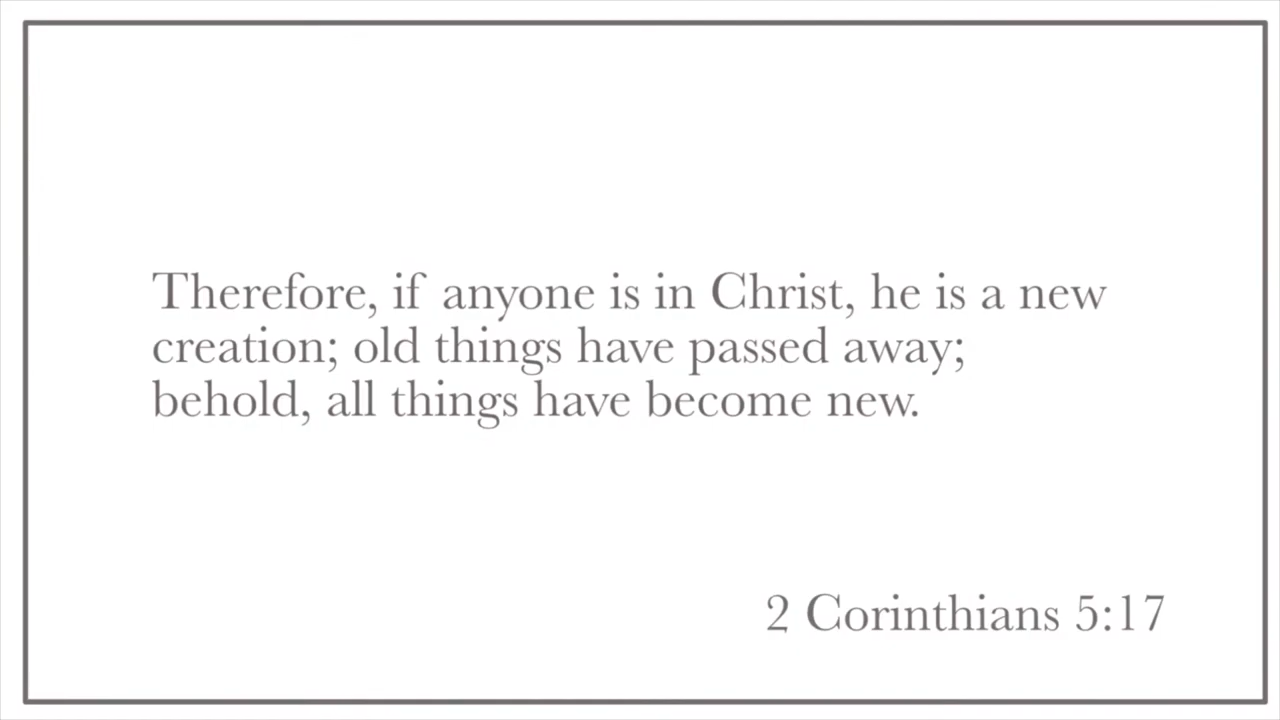 Therefore, if anyone is in Christ, he is a new
creation; old things have passed away;
behold, all things have become new.
2 Corinthians 5:17